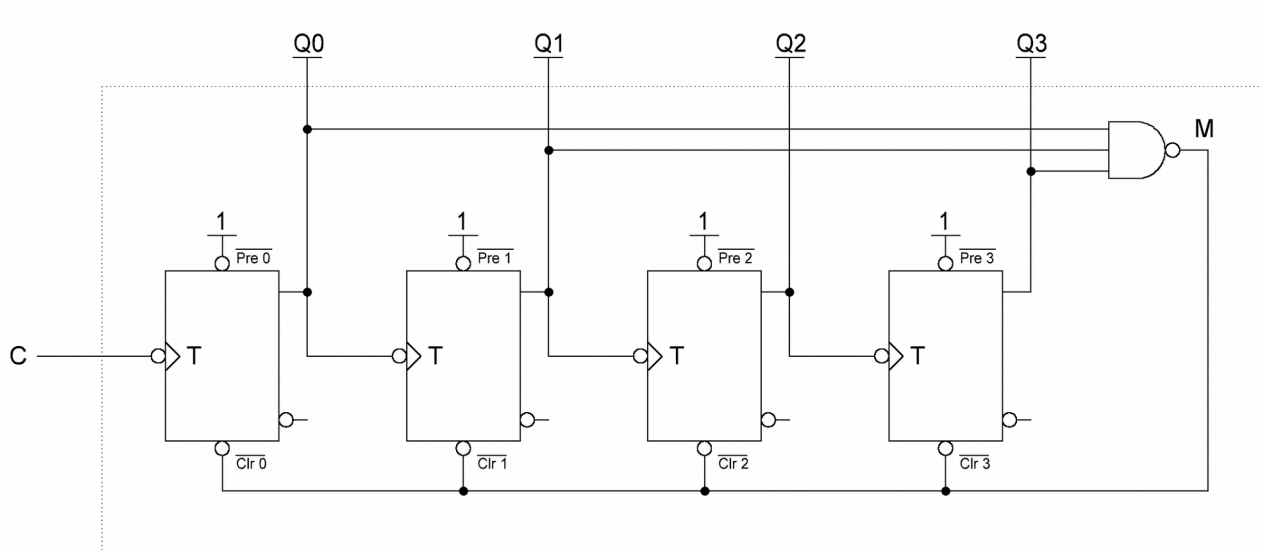 Q0 Q1 Q2 Q3
M
1 1 1 1
Pre 0 Pre 1 Pre 2 Pre 3
C T T T T
Clr 0 Clr 1 Clr 2 Clr 3